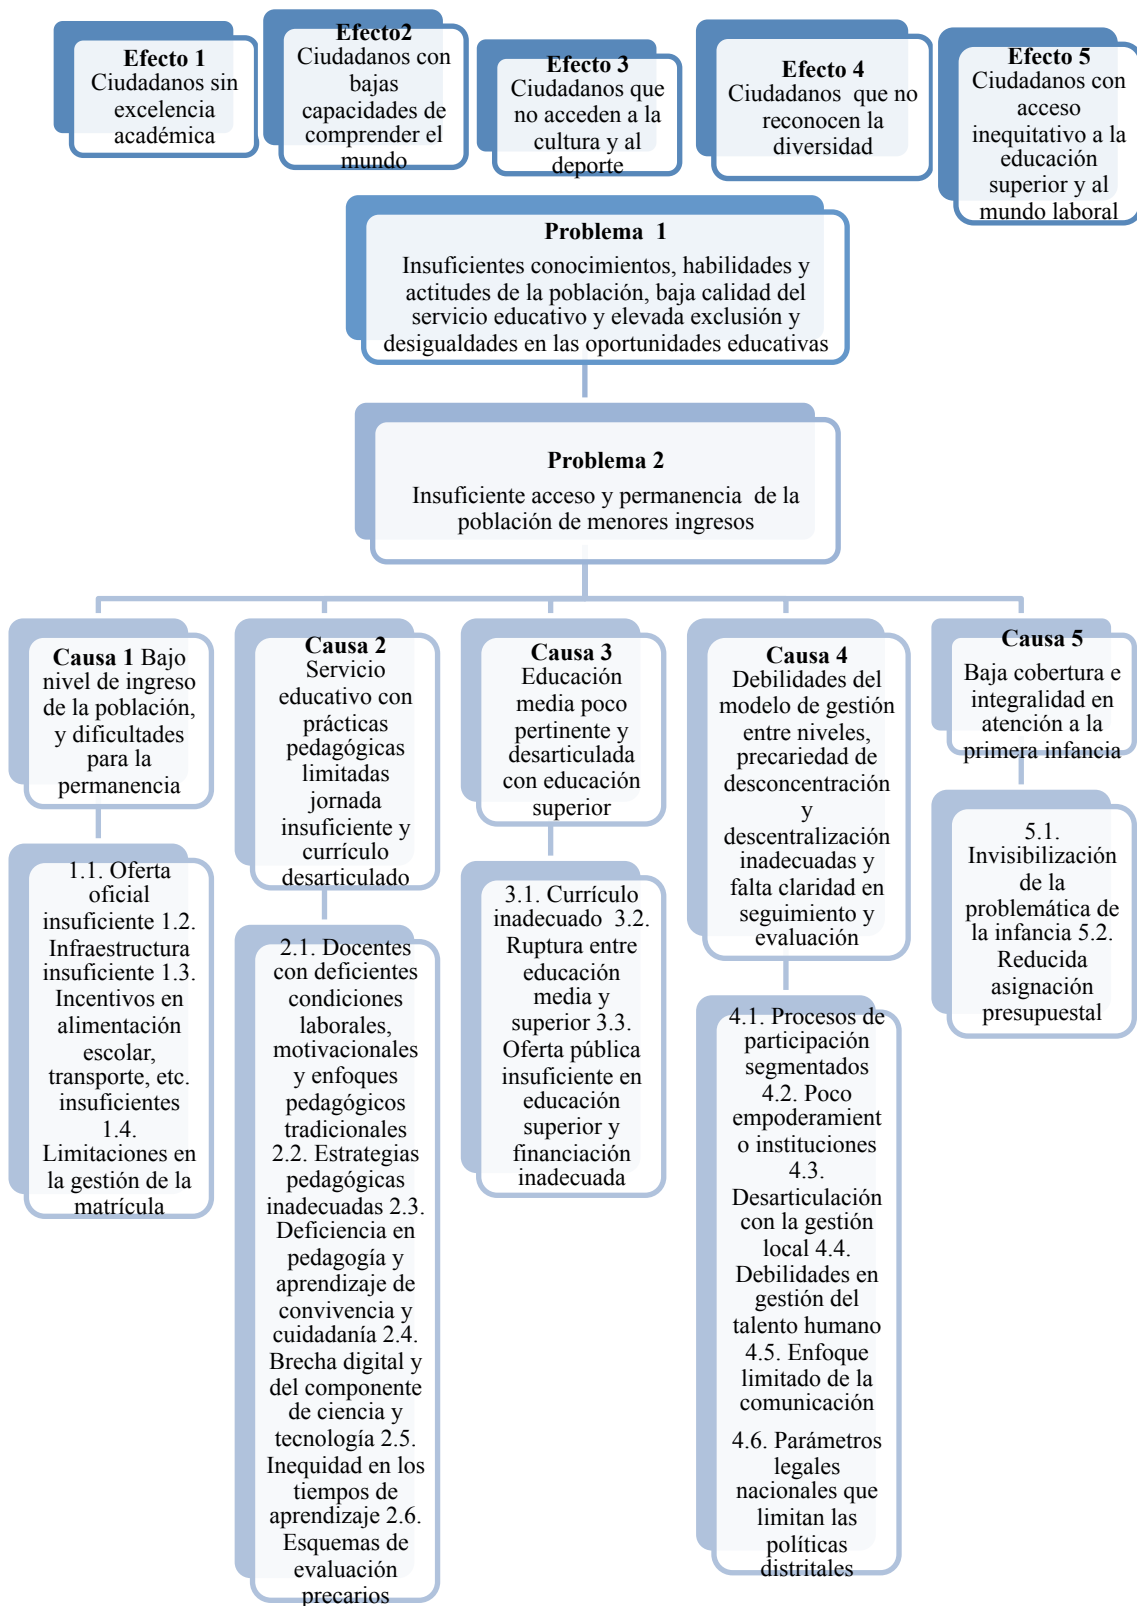 Efecto 1
Ciudadanos sin
excelencia
académica
Efecto2
Ciudadanos con
bajas
capacidades de
comprender el
mundo
Efecto 3
Ciudadanos que
no acceden a la
cultura y al
deporte
Efecto 4
Ciudadanos que no
reconocen la
diversidad
Efecto 5
Ciudadanos con
acceso
inequitativo a la
educación
superior y al
mundo laboral
Problema 1
Insuficientes conocimientos, habilidades y
actitudes de la población, baja calidad del
servicio educativo y elevada exclusión y
desigualdades en las oportunidades educativas
Problema 2
Insuficiente acceso y permanencia de la
población de menores ingresos
Causa 1 Bajo
nivel de ingreso
de la población,
y dificultades
para la
permanencia
1.1. Oferta
oficial
insuficiente 1.2.
Infraestructura
insuficiente 1.3.
Incentivos en
alimentación
escolar,
transporte, etc.
insuficientes
1.4.
Limitaciones en
la gestión de la
matrícula
Causa 2
Servicio
educativo con
prácticas
pedagógicas
limitadas
jornada
insuficiente y
currículo
desarticulado
2.1. Docentes
con deficientes
condiciones
laborales,
motivacionales
y enfoques
pedagógicos
tradicionales
2.2. Estrategias
pedagógicas
inadecuadas 2.3.
Deficiencia en
pedagogía y
aprendizaje de
convivencia y
cuidadanía 2.4.
Brecha digital y
del componente
de ciencia y
tecnología 2.5.
Inequidad en los
tiempos de
aprendizaje 2.6.
Esquemas de
evaluación
precarios
Causa 3
Educación
media poco
pertinente y
desarticulada
con educación
superior
3.1. Currículo
inadecuado 3.2.
Ruptura entre
educación
media y
superior 3.3.
Oferta pública
insuficiente en
educación
superior y
financiación
inadecuada
Causa 4
Debilidades del
modelo de gestión
entre niveles,
precariedad de
desconcentración
y
descentralización
inadecuadas y
falta claridad en
seguimiento y
evaluación
4.1. Procesos de
participación
segmentados
4.2. Poco
empoderamient
o instituciones
4.3.
Desarticulación
con la gestión
local 4.4.
Debilidades en
gestión del
talento humano
4.5. Enfoque
limitado de la
comunicación
4.6. Parámetros
legales
nacionales que
limitan las
políticas
distritales
Causa 5
Baja cobertura e
integralidad en
atención a la
primera infancia
5.1.
Invisibilización
de la
problemática de
la infancia 5.2.
Reducida
asignación
presupuestal